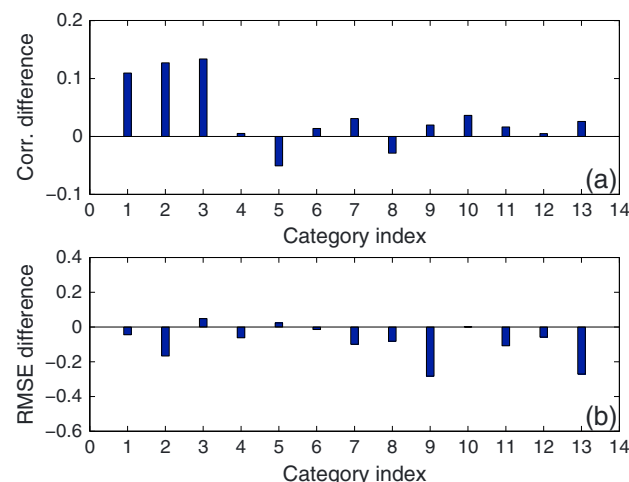 0.2
0.1
0
−0.1
Corr. difference
(a)
0 1 2 3 4 5 6 7 8 9 10 11 12 13 14
Category index
0.4
0.2
0
−0.2
−0.4
−0.6
RMSE difference
(b)
0 1 2 3 4 5 6 7 8 9 10 11 12 13 14
Category index